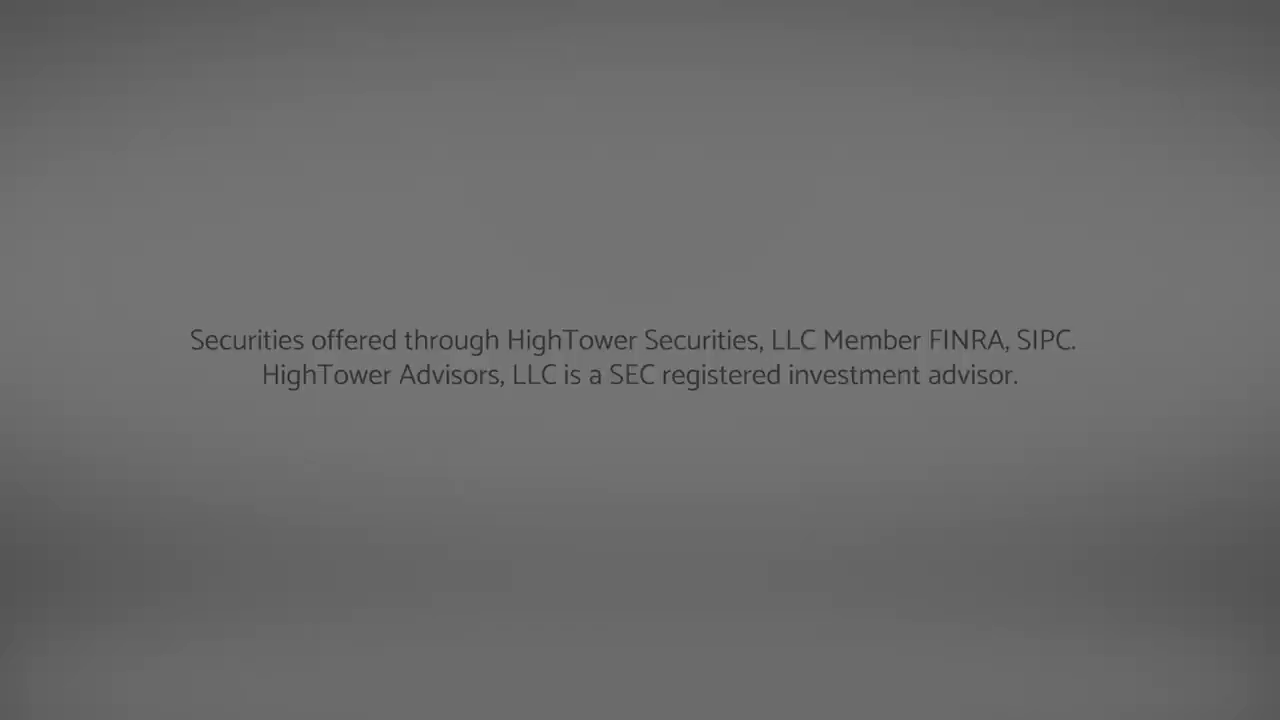 Securities offered through HighTower Securities, LLC Member FINRA, SIPC.
HighTower Advisors, LLC is a SEC registered investment advisor.